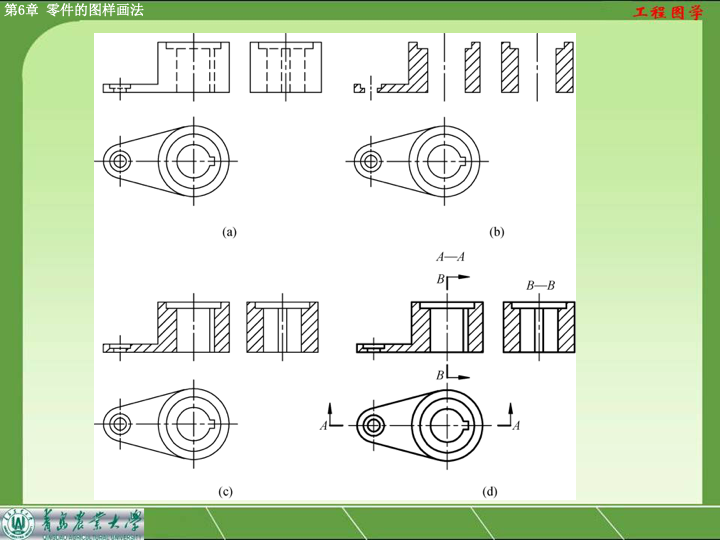 第6章 零件的图样画法
工程图学
(a)
(b)
A—A
B
B—B
B
A
A
(c)
(d)
青岛农业大学
QINGDAO AGRICULTURAL UNIVERSITY